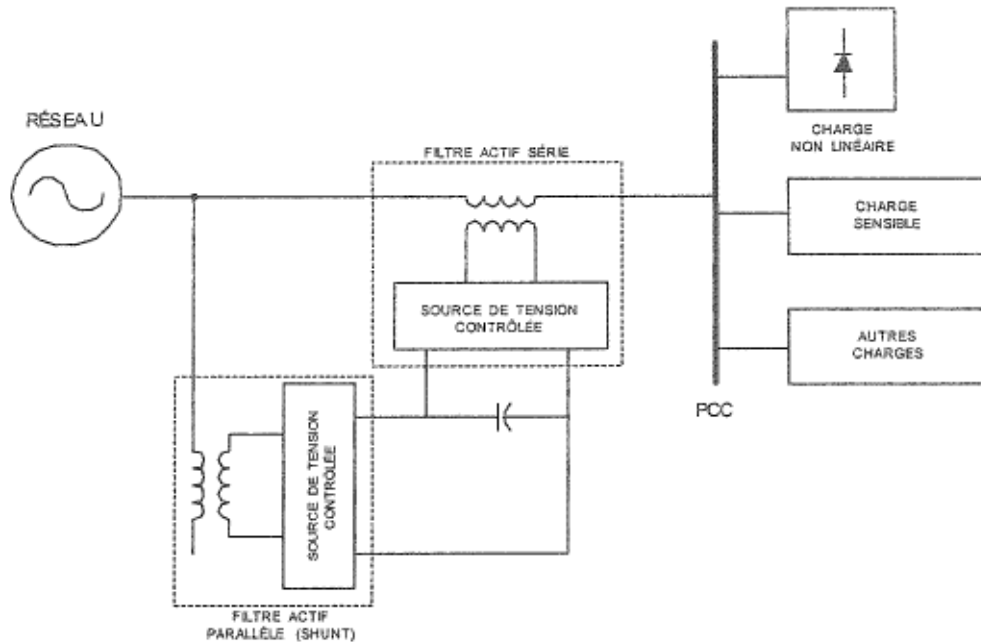 RÉSEAU
FILTRE ACTIF SÉRIE
SOURCE DE TENSION
CONTRÔLÉE
CHARGE
NON LINÉAIRE
CHARGE
SENSIBLE
AUTRES
CHARGES
PCC
SOURCE DE TENSION
CONTRÔLÉE
FILTRE ACTIF
PARALLÈLE (SHUNT)